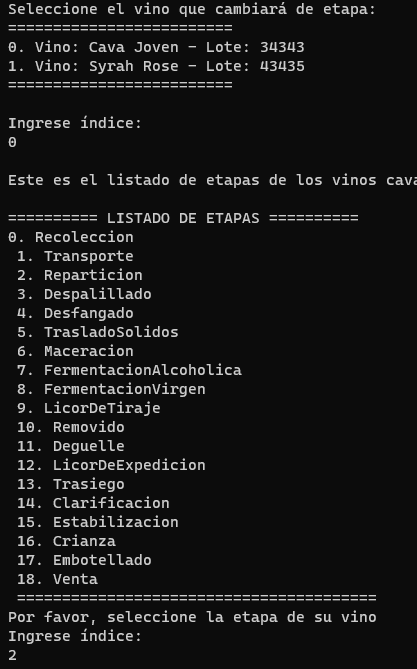 Seleccione el vino que cambiará de etapa:
=========================
0. Vino: Cava Joven - Lote: 34343
1. Vino: Syrah Rose - Lote: 43435
=========================
Ingrese índice:
0
Este es el listado de etapas de los vinos cava
========== LISTADO DE ETAPAS ==========
0. Recoleccion
1. Transporte
2. Reparticion
3. Despalillado
4. Desfangado
5. TrasladoSolidos
6. Maceracion
7. FermentacionAlcoholica
8. FermentacionVirgen
9. LicorDeTiraje
10. Removido
11. Deguelle
12. LicorDeExpedicion
13. Trasiego
14. Clarificacion
15. Estabilizacion
16. Crianza
17. Embotellado
18. Venta
========================================
Por favor, seleccione la etapa de su vino
Ingrese índice:
2